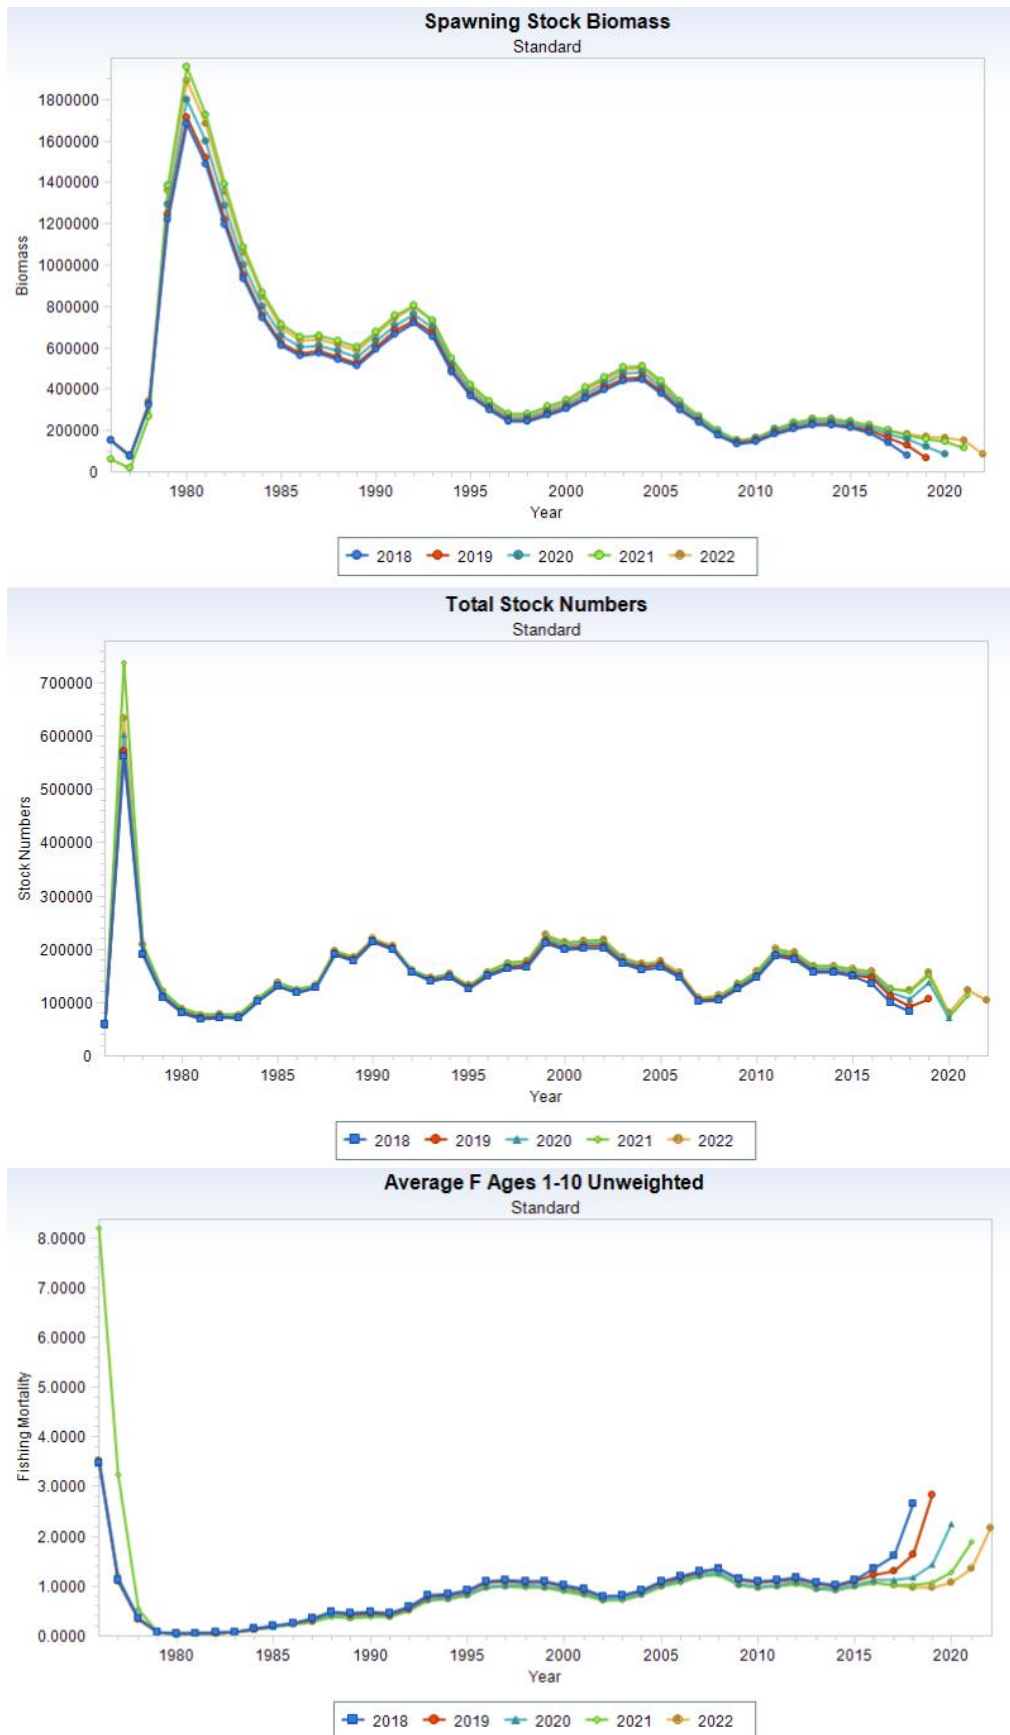 Spawning Stock Biomass
Standard
1800000
1600000
1400000
1200000
1000000
800000
600000
400000
200000
0
Biomass
1980 1985 1990 1995 2000 2005 2010 2015 2020
Year
2018 2019 2020 2021 2022
Total Stock Numbers
Standard
700000
600000
500000
400000
300000
200000
100000
0
Stock Numbers
1980 1985 1990 1995 2000 2005 2010 2015 2020
Year
2018 2019 2020 2021 2022
Average F Ages 1-10 Unweighted
Standard
8.0000
7.0000
6.0000
5.0000
4.0000
3.0000
2.0000
1.0000
0.0000
Fishing Mortality
1980 1985 1990 1995 2000 2005 2010 2015 2020
Year
2018 2019 2020 2021 2022